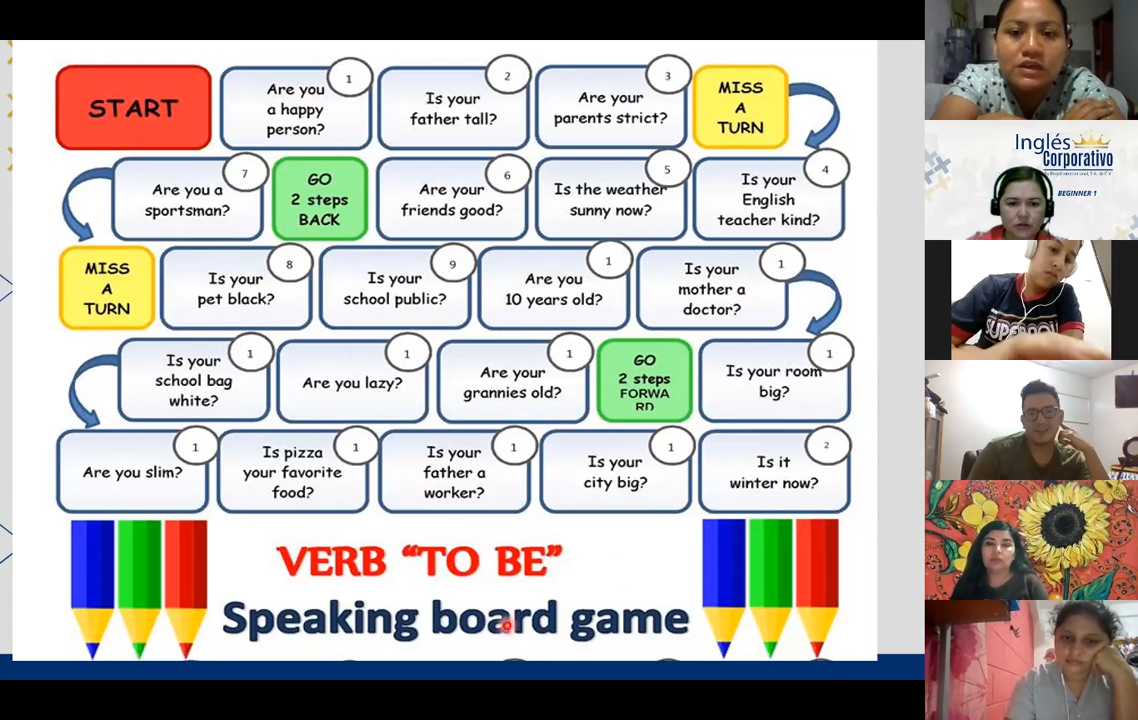 START
1
Are you
a happy
person?
2
Is your
father tall?
3
Are your
parents strict?
MISS
A
TURN
7
Are you a
sportsman?
GO
2 steps
BACK
6
Are your
friends good?
5
Is the weather
sunny now?
4
Is your
English
teacher kind?
MISS
A
TURN
8
Is your
pet black?
9
Is your
school public?
1
Are you
10 years old?
1
Is your
mother a
doctor?
1
Is your
school bag
white?
1
Are you lazy?
1
Are your
grannies old?
GO
2 steps
FORWA
RD
1
Is your room
big?
1
Are you slim?
1
Is pizza
your favorite
food?
1
Is your
father a
worker?
1
Is your
city big?
2
Is it
winter now?
VERB “TO BE”
Speaking board game
Inglés
Corporativo
BEGINNER 1
SUPER